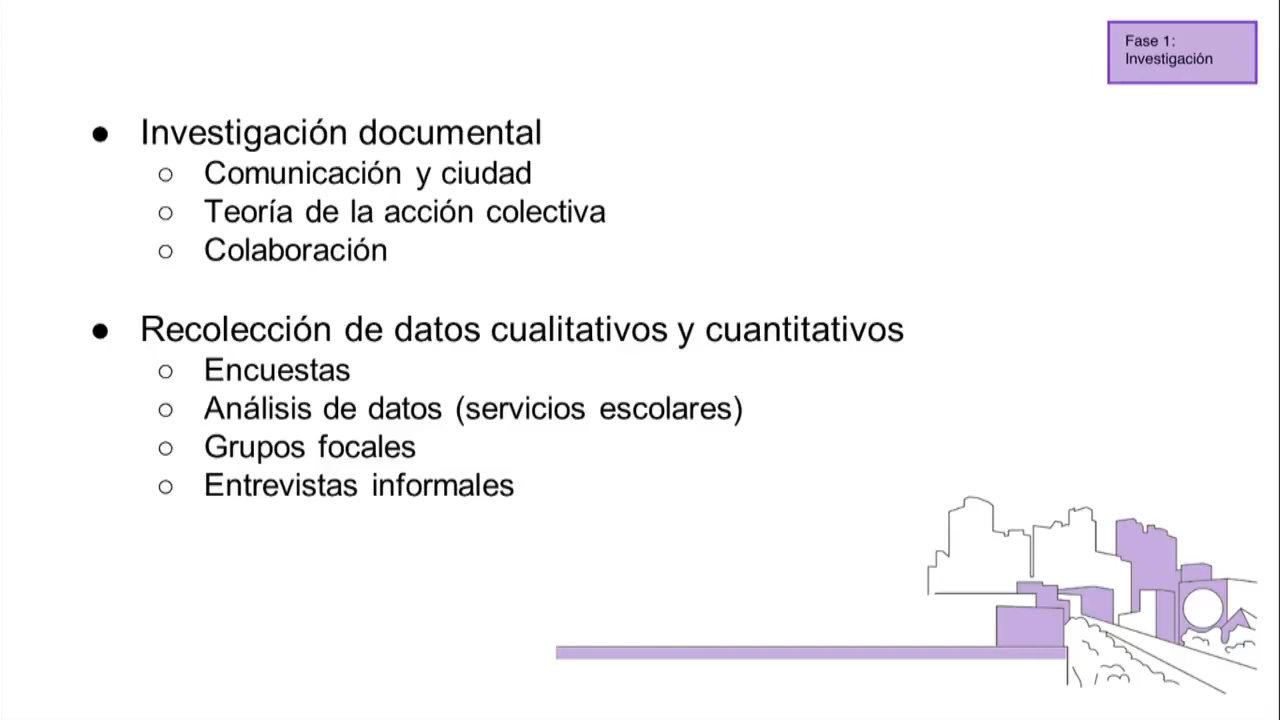 Fase 1:
Investigación
● Investigación documental
○ Comunicación y ciudad
○ Teoría de la acción colectiva
○ Colaboración
● Recolección de datos cualitativos y cuantitativos
○ Encuestas
○ Análisis de datos (servicios escolares)
○ Grupos focales
○ Entrevistas informales